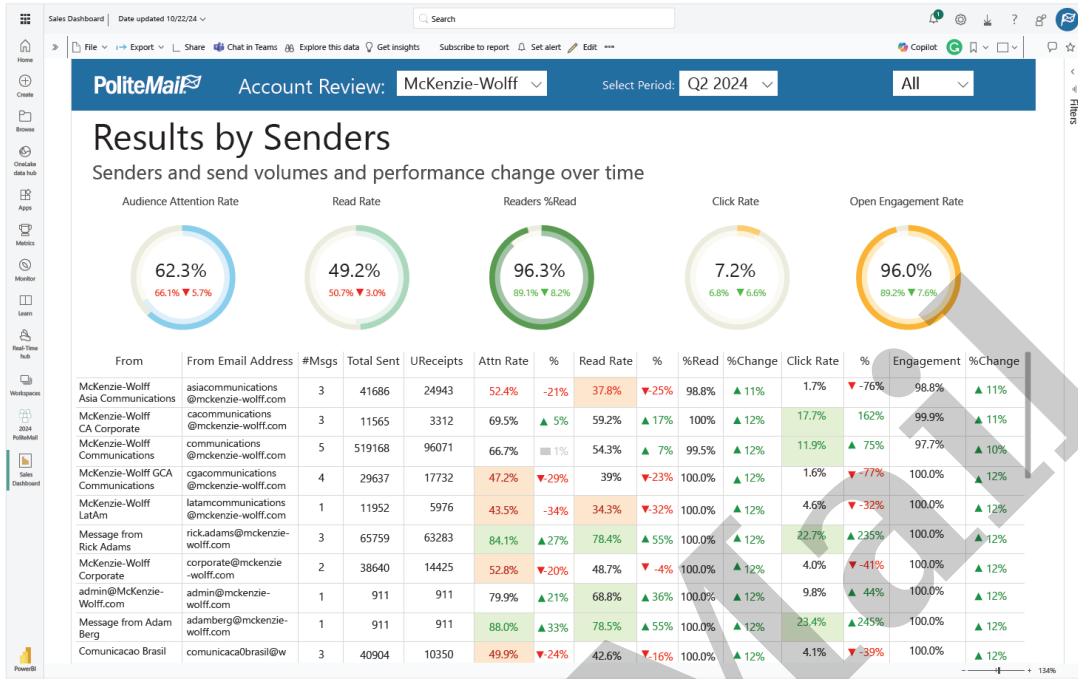 Sales Dashboard Date updated 10/22/24 Search 1
File Export Share Chat in Teams Explore this data Get insights Subscribe to report Set alert Edit Copilot
Home
Create
Browse
OneLake
data hub
Apps
Metrics
Monitor
Learn
Real-Time
hub
Workspaces
2024
PoliteMail
Sales
Dashboard
PowerBI
Filters
PoliteMail Account Review: McKenzie-Wolff Select Period: Q2 2024 All
Results by Senders
Senders and send volumes and performance change over time
Audience Attention Rate Read Rate Readers %Read Click Rate Open Engagement Rate
62.3% 49.2% 96.3% 7.2% 96.0%
66.1% ▼ 5.7% 50.7% ▼ 3.0% 89.1% ▼ 8.2% 6.8% ▼ 6.6% 89.2% ▼ 7.6%
From From Email Address #Msgs Total Sent UReceipts Attn Rate % Read Rate % %Read %Change Click Rate % Engagement %Change
McKenzie-Wolff
Asia Communications asiacommunications
@mckenzie-wolff.com 3 41686 24943 52.4% -21% 37.8% ▼-25% 98.8% ▲ 11% 1.7% ▼ -76% 98.8% ▲ 11%
McKenzie-Wolff
CA Corporate cacommunications
@mckenzie-wolff.com 3 11565 3312 69.5% ▲ 5% 59.2% ▲ 17% 100% ▲ 12% 17.7% 162% 99.9% ▲ 11%
McKenzie-Wolff
Communications communications
@mckenzie-wolff.com 5 519168 96071 66.7% 1% 54.3% ▲ 7% 99.5% ▲ 12% 11.9% ▲ 75% 97.7% ▲ 10%
McKenzie-Wolff GCA
Communications cgacommunications
@mckenzie-wolff.com 4 29637 17732 47.2% ▼-29% 39% ▼-23% 100.0% ▲ 12% 1.6% ▼ -77% 100.0% ▲ 12%
McKenzie-Wolff
LatAm latamcommunications
@mckenzie-wolff.com 1 11952 5976 43.5% -34% 34.3% ▼-32% 100.0% ▲ 12% 4.6% ▼ -32% 100.0% ▲ 12%
Message from
Rick Adams rick.adams@mckenzie-
wolff.com 3 65759 63283 84.1% ▲27% 78.4% ▲ 55% 100.0% ▲ 12% 22.7% ▲235% 100.0% ▲ 12%
McKenzie-Wolff
Corporate corporate@mckenzie
-wolff.com 2 38640 14425 52.8% ▼-20% 48.7% ▼ -4% 100.0% ▲ 12% 4.0% ▼ -41% 100.0% ▲ 12%
admin@McKenzie-
Wolff.com admin@mckenzie-
wolff.com 1 911 911 79.9% ▲21% 68.8% ▲ 36% 100.0% ▲ 12% 9.8% ▲ 44% 100.0% ▲ 12%
Message from Adam
Berg adamberg@mckenzie-
wolff.com 1 911 911 88.0% ▲33% 78.5% ▲ 55% 100.0% ▲ 12% 23.4% ▲245% 100.0% ▲ 12%
Comunicacao Brasil comunicaca0brasil@w 3 40904 10350 49.9% ▼-24% 42.6% ▼-16% 100.0% ▲ 12% 4.1% ▼ -39% 100.0% ▲ 12%
134%
Mail